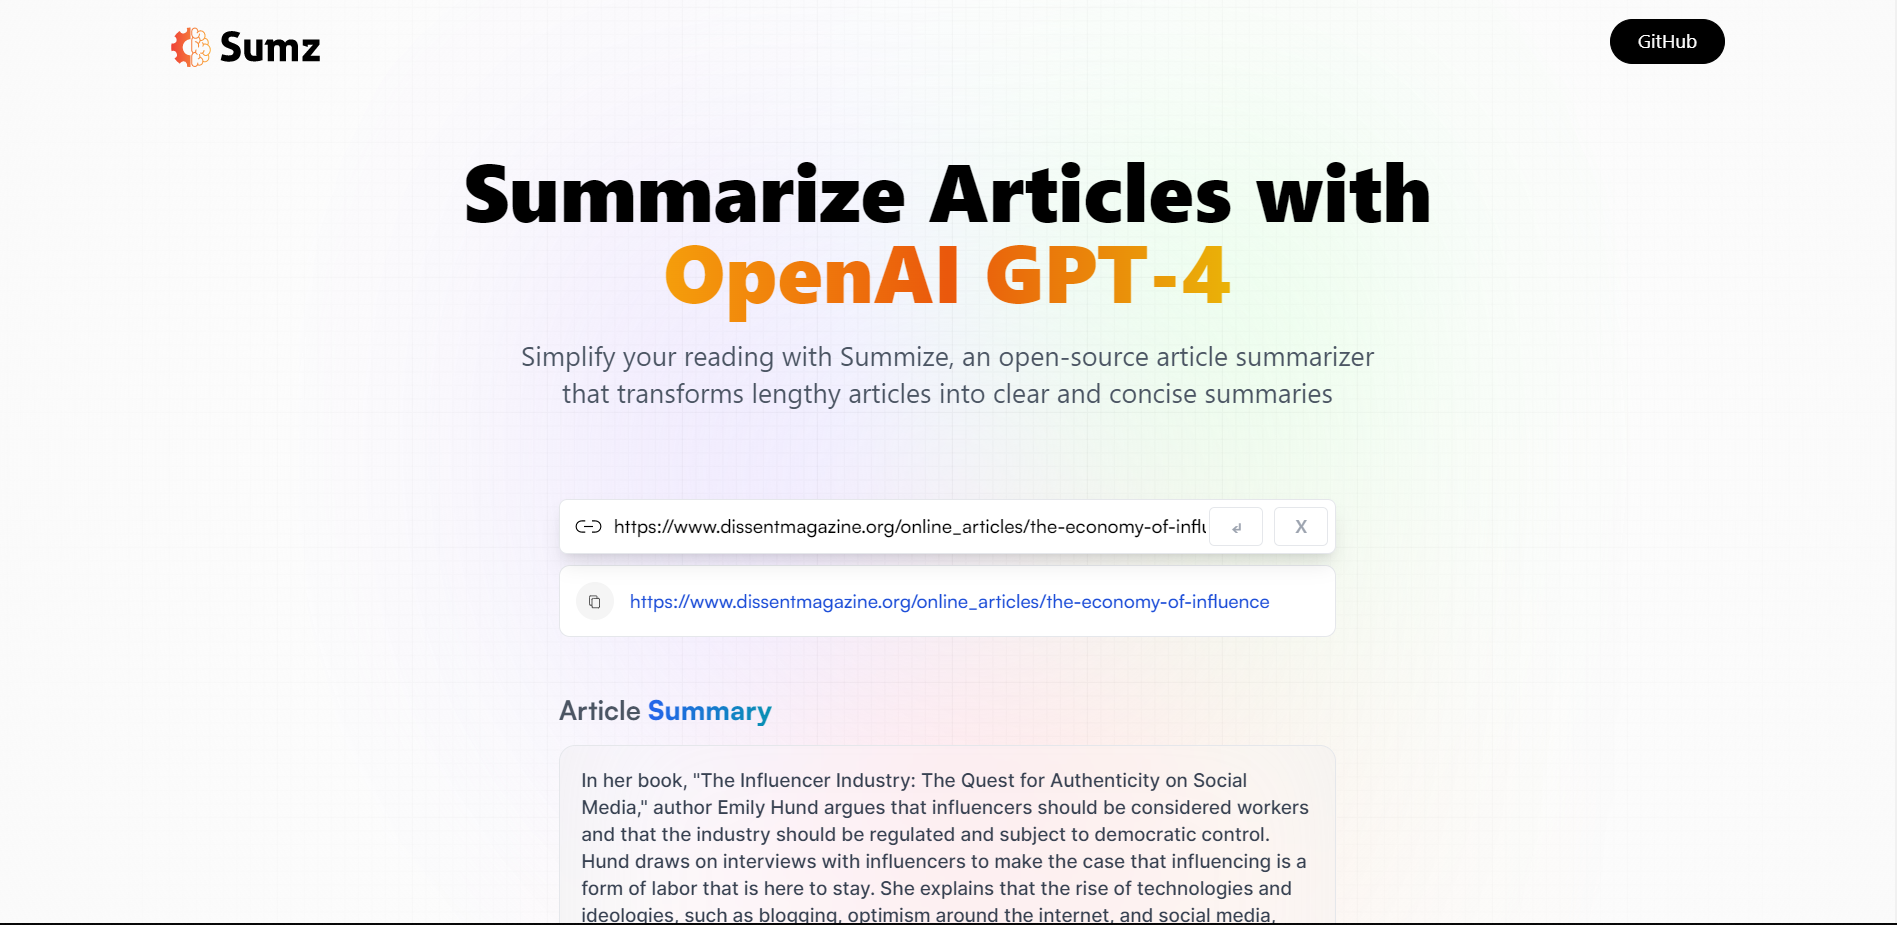 Sumz
GitHub
Summarize Articles with
OpenAI GPT-4
Simplify your reading with Summize, an open-source article summarizer
that transforms lengthy articles into clear and concise summaries
https://www.dissentmagazine.org/online_articles/the-economy-of-influ
↲
X
https://www.dissentmagazine.org/online_articles/the-economy-of-influence
Article Summary
In her book, "The Influencer Industry: The Quest for Authenticity on Social
Media," author Emily Hund argues that influencers should be considered workers
and that the industry should be regulated and subject to democratic control.
Hund draws on interviews with influencers to make the case that influencing is a
form of labor that is here to stay. She explains that the rise of technologies and
ideologies, such as blogging, optimism around the internet, and social media,